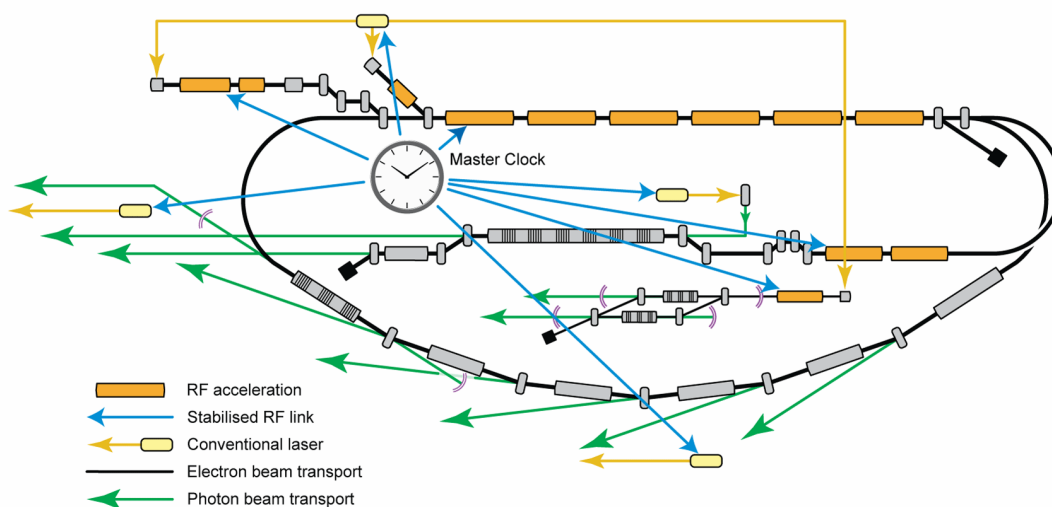 Master Clock
RF acceleration
Stabilised RF link
Conventional laser
Electron beam transport
Photon beam transport